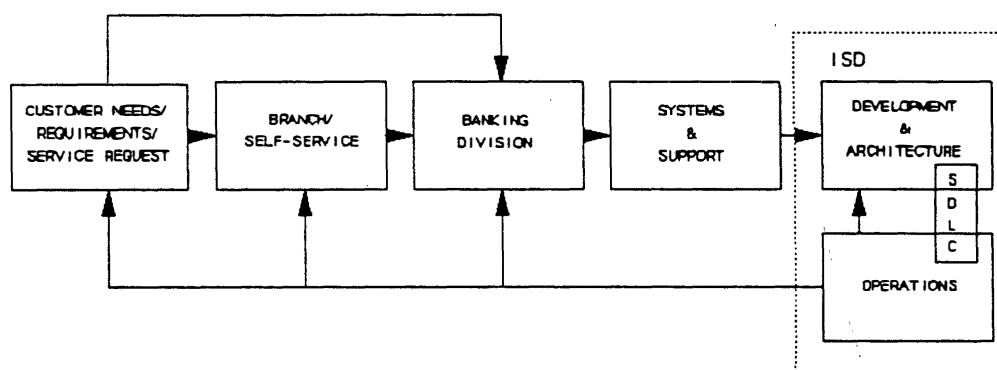 ISD
CUSTOMER NEEDS/
REQUIREMENTS/
SERVICE REQUEST
BRANCH/
SELF-SERVICE
BANKING
DIVISION
SYSTEMS
&
SUPPORT
DEVELOPMENT
&
ARCHITECTURE
S
D
L
C
OPERATIONS